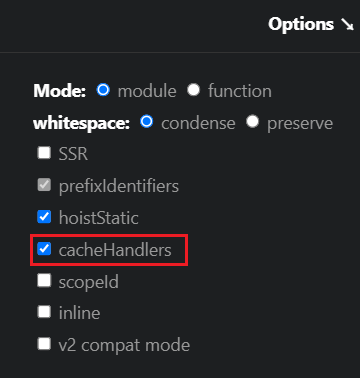 Options ↘
Mode: module function
whitespace: condense preserve
SSR
prefixIdentifiers
hoistStatic
cacheHandlers
scopeId
inline
v2 compat mode